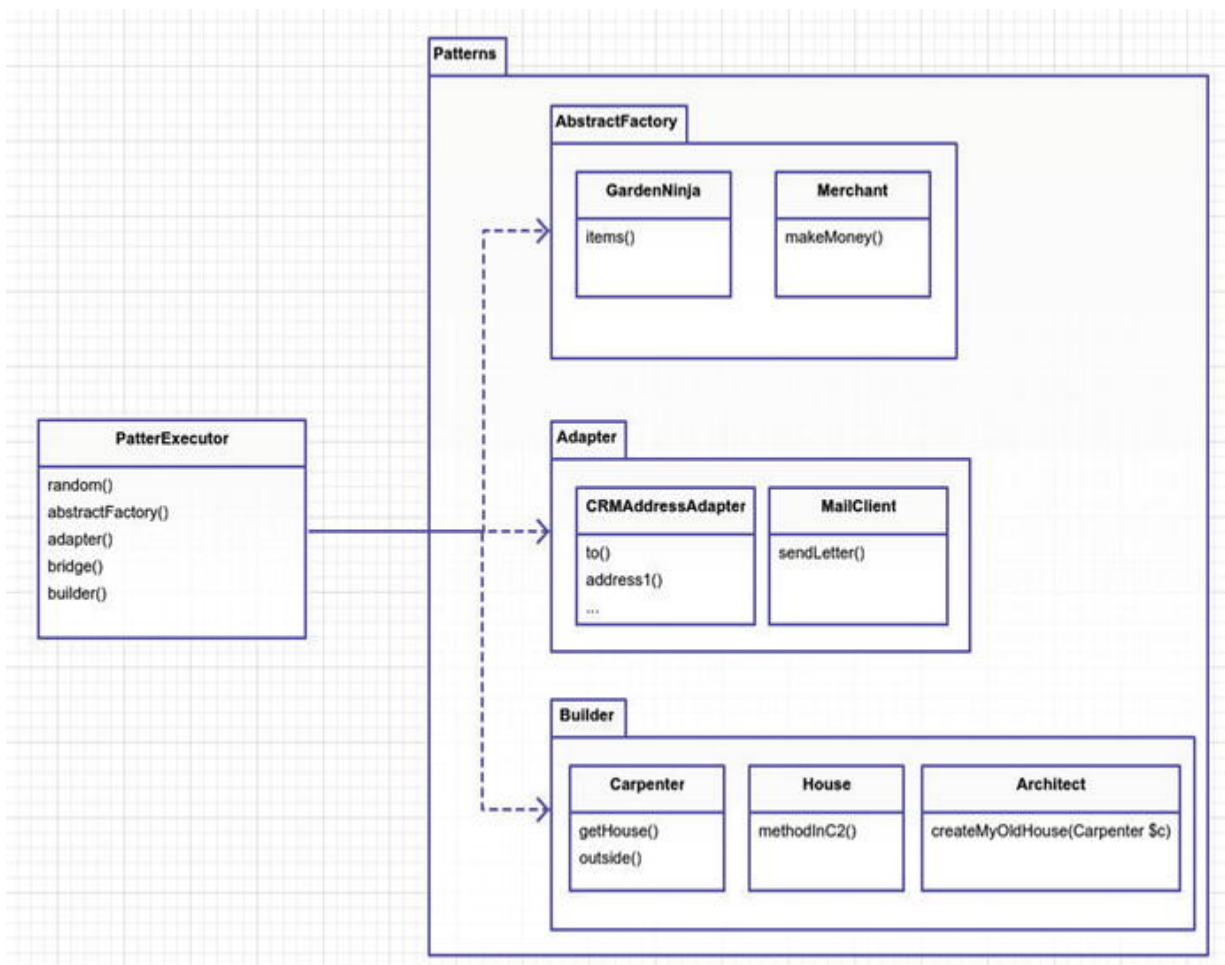 Patterns
AbstractFactory
GardenNinja
items()
Merchant
makeMoney()
PatterExecutor
random()
abstractFactory()
adapter()
bridge()
builder()
Adapter
CRMAddressAdapter
to()
address1()
...
MailClient
sendLetter()
Builder
Carpenter
getHouse()
outside()
House
methodInC2()
Architect
createMyOldHouse(Carpenter $c)